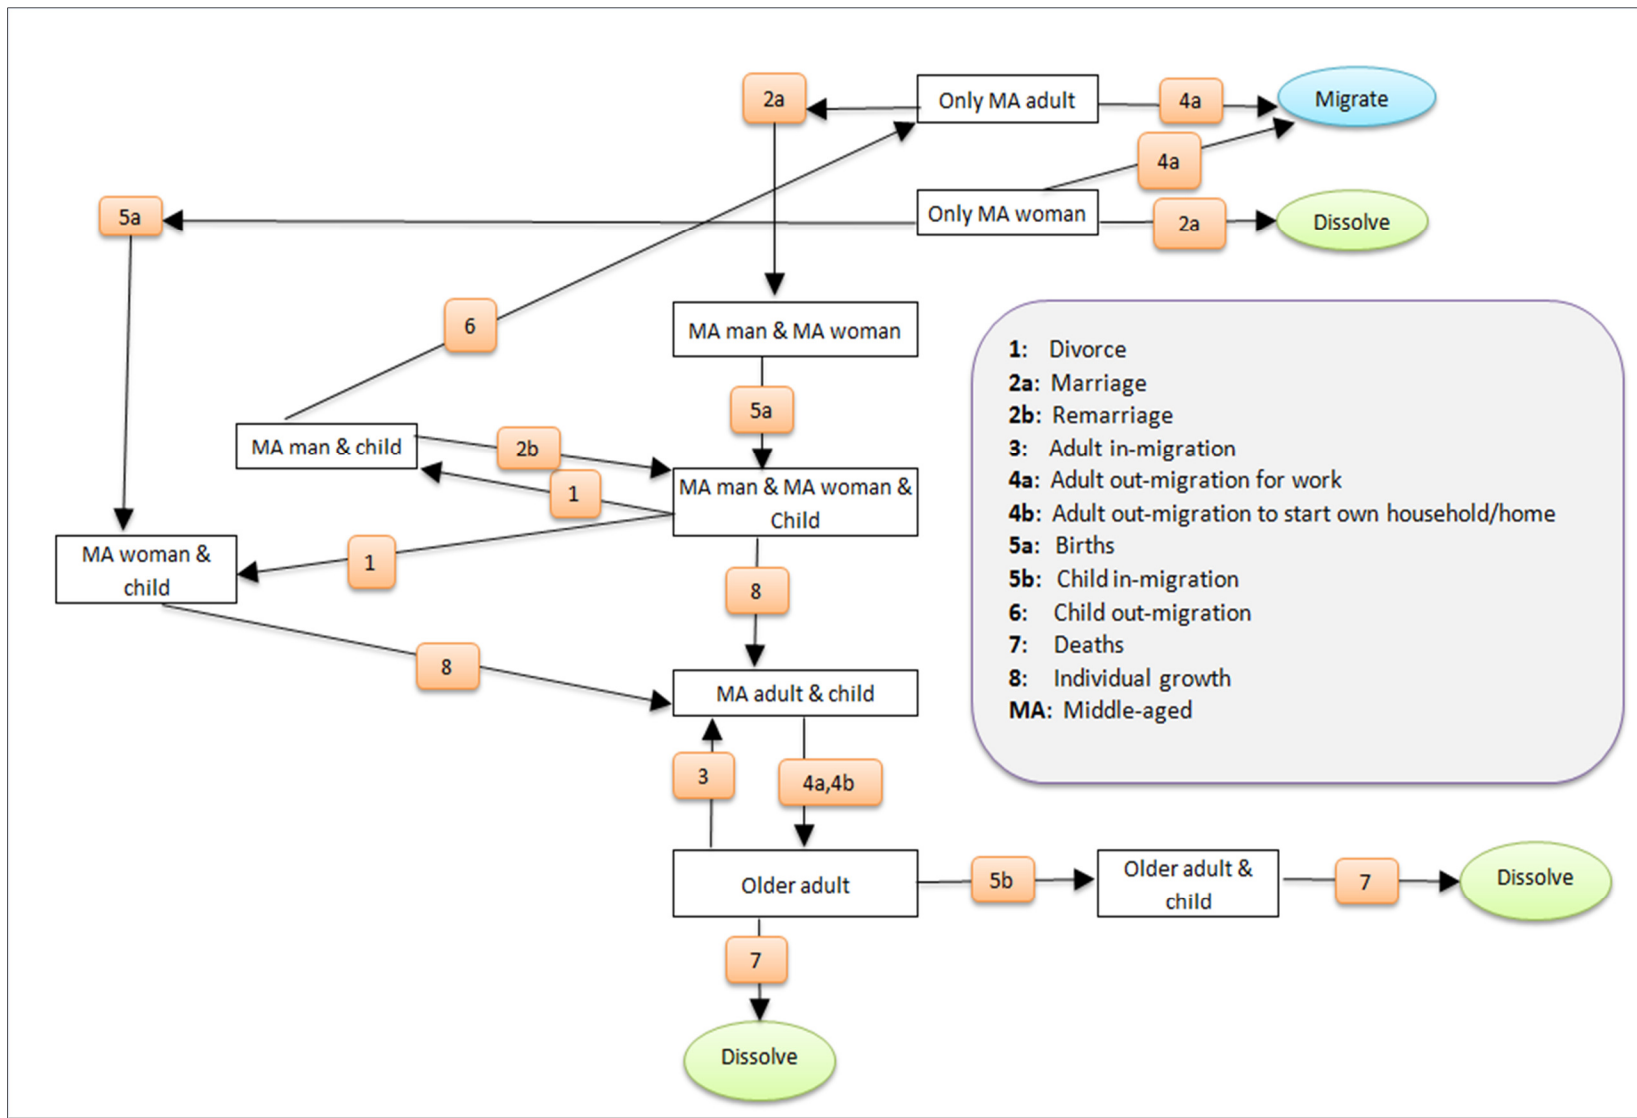 2a
Only MA adult
4a
Migrate
4a
5a
Only MA woman
2a
Dissolve
6
MA man & MA woman
5a
MA man & child
2b
1
MA man & MA woman &
Child
1
MA woman &
child
8
8
MA adult & child
3
4a,4b
Older adult
5b
Older adult &
child
7
Dissolve
7
Dissolve
1: Divorce
2a: Marriage
2b: Remarriage
3: Adult in-migration
4a: Adult out-migration for work
4b: Adult out-migration to start own household/home
5a: Births
5b: Child in-migration
6: Child out-migration
7: Deaths
8: Individual growth
MA: Middle-aged